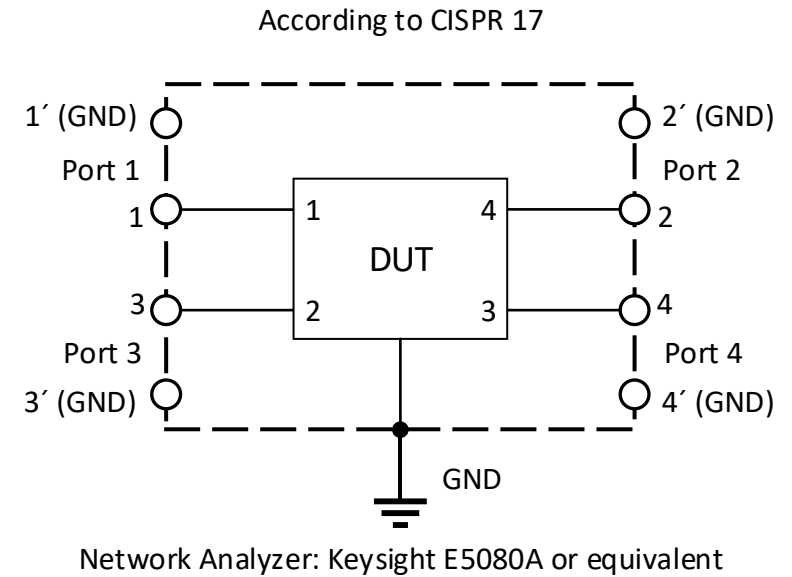 According to CISPR 17
1´ (GND)
2´ (GND)
Port 1
Port 2
1
1
4
2
DUT
3
2
3
4
Port 3
Port 4
3´ (GND)
4´ (GND)
GND
Network Analyzer: Keysight E5080A or equivalent